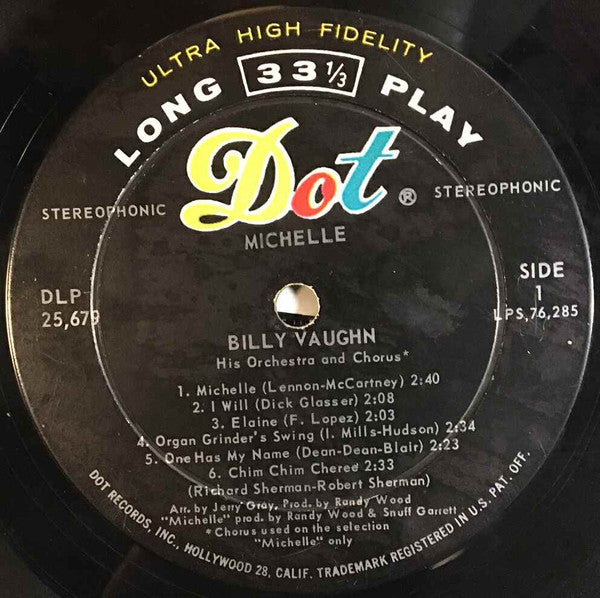 ULTRA HIGH FIDELITY
LONG 33 1/3 PLAY
Dot ®
STEREOPHONIC STEREOPHONIC
MICHELLE
DLP
25,679
SIDE
1
LPS,76,285
BILLY VAUGHN
His Orchestra and Chorus*
1. Michelle (Lennon-McCartney) 2:40
2. I Will (Dick Glasser) 2:08
3. Elaine (F. Lopez) 2:03
4. Organ Grinder's Swing (I. Mills-Hudson) 2:34
5. One Has My Name (Dean-Dean-Blair) 2:23
6. Chim Chim Cheree 2:33
(Richard Sherman-Robert Sherman)
Arr. by Jerry Gray, Prod. by Randy Wood
"Michelle" prod. by Randy Wood & Snuff Garrett
*Chorus used on the selection
"Michelle" only
DOT RECORDS, INC., HOLLYWOOD 28, CALIF. TRADEMARK REGISTERED IN U.S. PAT. OFF.